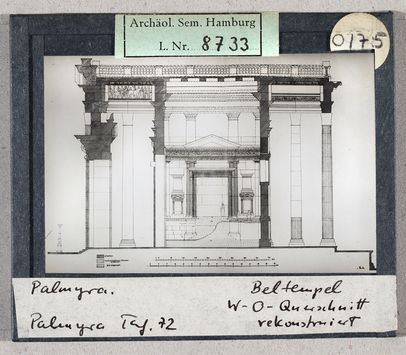 Archäol. Sem. Hamburg
L. Nr. 8733
0175
Palmyra.
Palmyra Taf. 72
Beltempel
W-O-Querschnitt
rekonstruiert